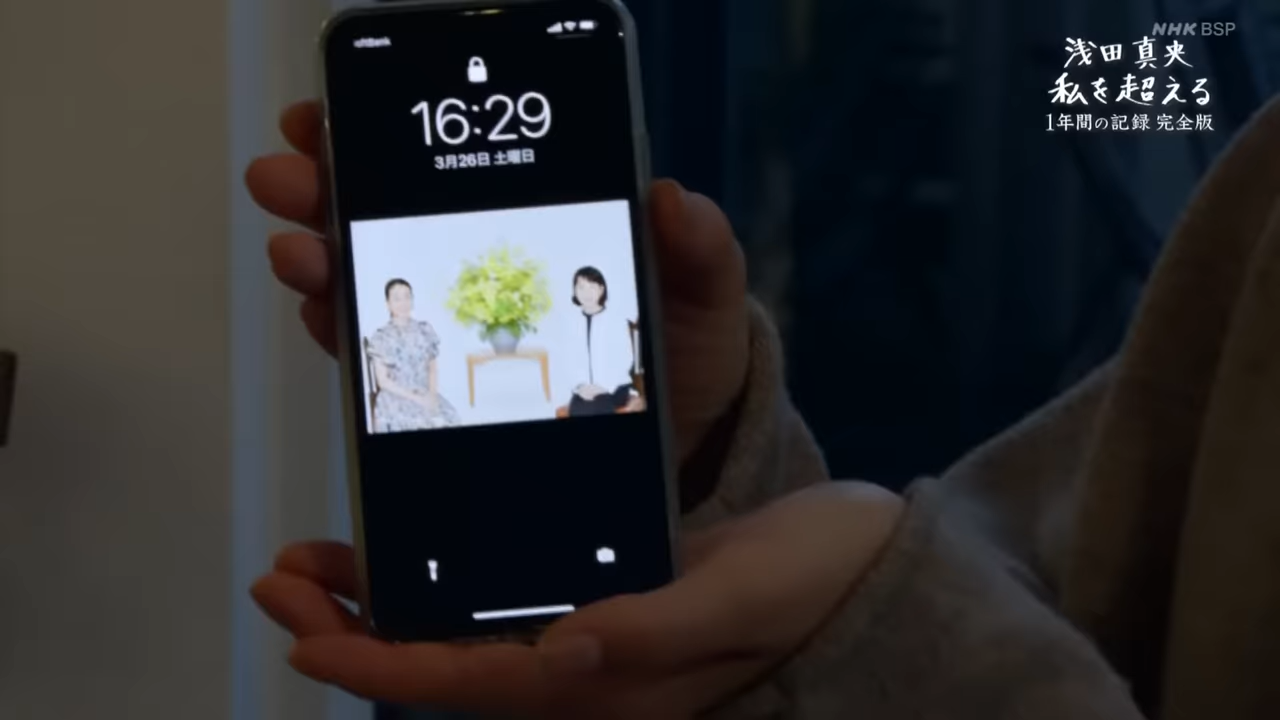 NHK BSP
浅田真央
私を超える
1年間の記録 完全版
SoftBank
16:29
3月26日 土曜日